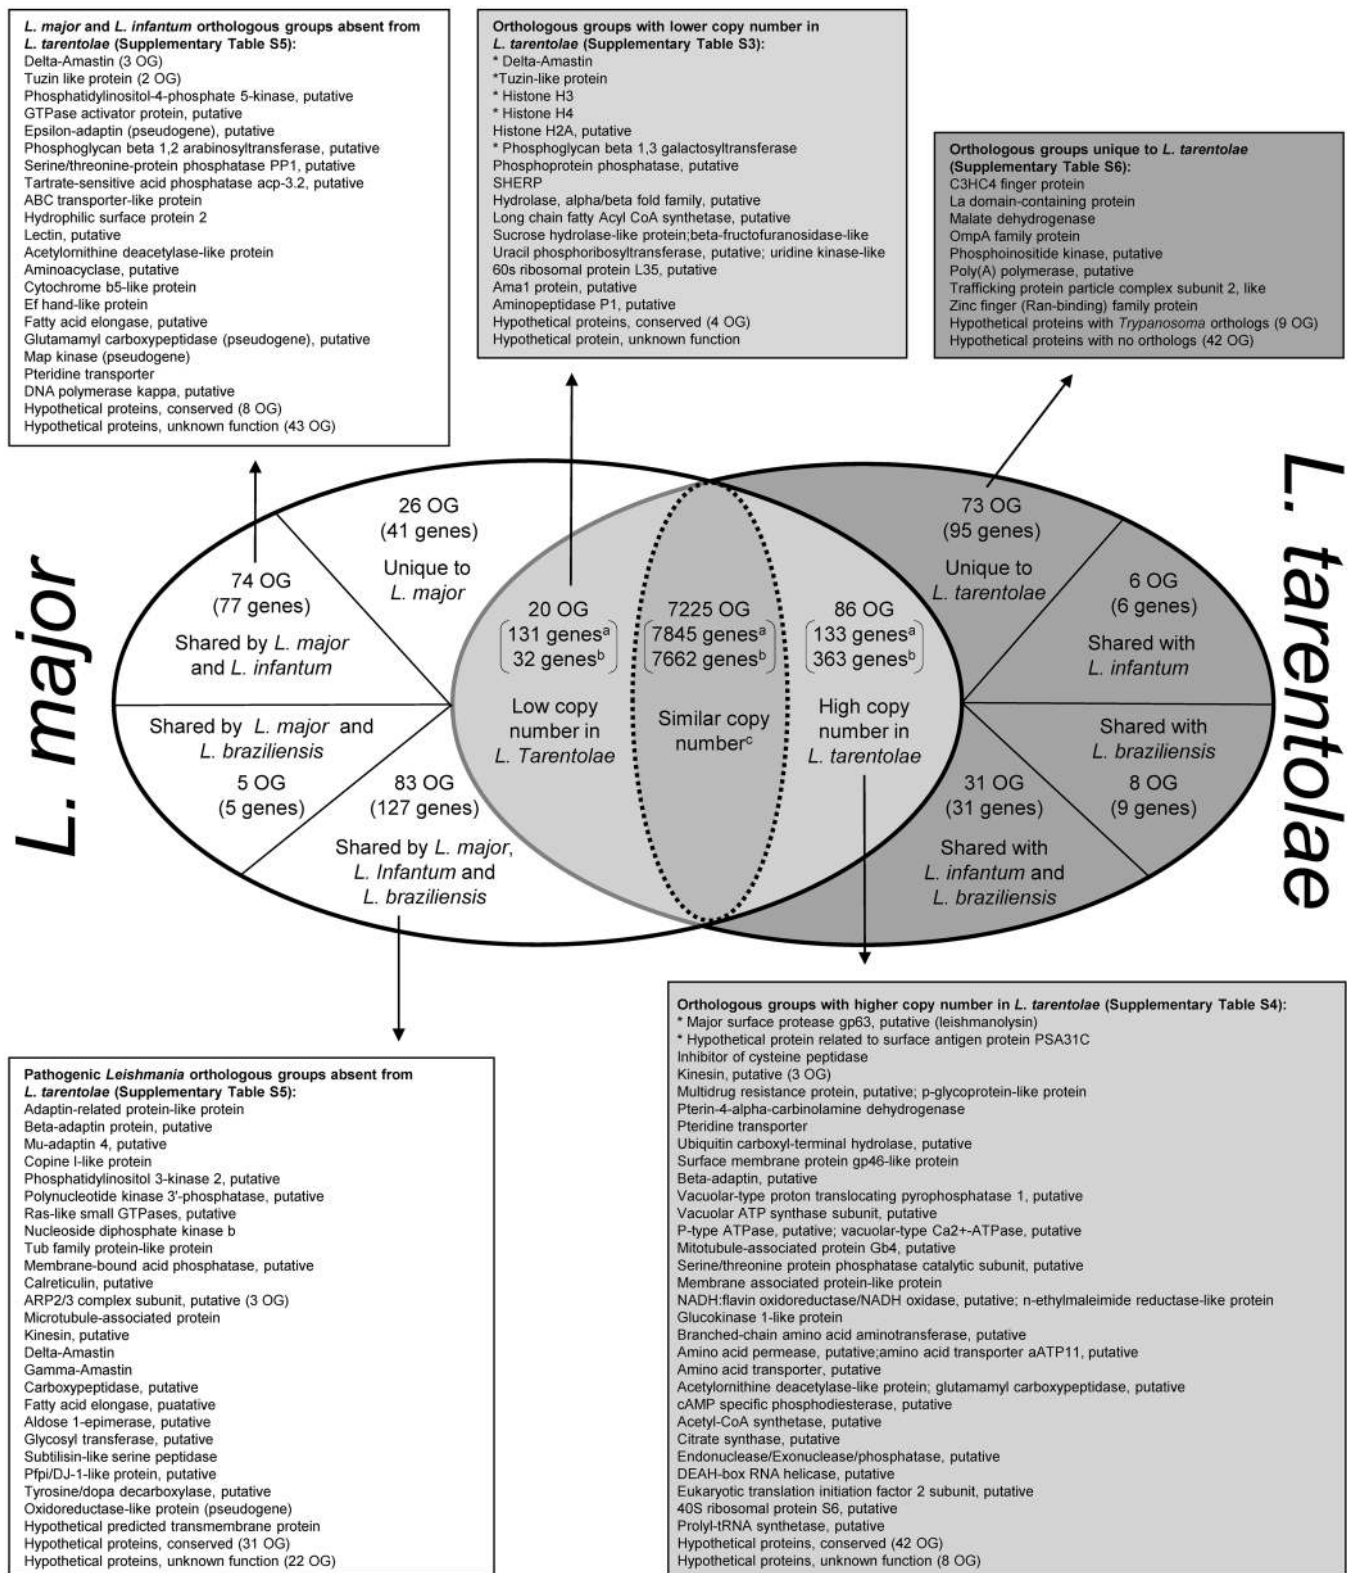 L. major and L. infantum orthologous groups absent from
L. tarentolae (Supplementary Table S5):
Delta-Amastin (3 OG)
Tuzin like protein (2 OG)
Phosphatidylinositol-4-phosphate 5-kinase, putative
GTPase activator protein, putative
Epsilon-adaptin (pseudogene), putative
Phosphoglycan beta 1,2 arabinosyltransferase, putative
Serine/threonine-protein phosphatase PP1, putative
Tartrate-sensitive acid phosphatase acp-3.2, putative
ABC transporter-like protein
Hydrophilic surface protein 2
Lectin, putative
Acetylornithine deacetylase-like protein
Aminoacyclase, putative
Cytochrome b5-like protein
Ef hand-like protein
Fatty acid elongase, putative
Glutamamyl carboxypeptidase (pseudogene), putative
Map kinase (pseudogene)
Pteridine transporter
DNA polymerase kappa, putative
Hypothetical proteins, conserved (8 OG)
Hypothetical proteins, unknown function (43 OG)
Orthologous groups with lower copy number in
L. tarentolae (Supplementary Table S3):
* Delta-Amastin
*Tuzin-like protein
* Histone H3
* Histone H4
Histone H2A, putative
* Phosphoglycan beta 1,3 galactosyltransferase
Phosphoprotein phosphatase, putative
SHERP
Hydrolase, alpha/beta fold family, putative
Long chain fatty Acyl CoA synthetase, putative
Sucrose hydrolase-like protein;beta-fructofuranosidase-like
Uracil phosphoribosyltransferase, putative; uridine kinase-like
60s ribosomal protein L35, putative
Ama1 protein, putative
Aminopeptidase P1, putative
Hypothetical proteins, conserved (4 OG)
Hypothetical protein, unknown function
Orthologous groups unique to L. tarentolae
(Supplementary Table S6):
C3HC4 finger protein
La domain-containing protein
Malate dehydrogenase
OmpA family protein
Phosphoinositide kinase, putative
Poly(A) polymerase, putative
Trafficking protein particle complex subunit 2, like
Zinc finger (Ran-binding) family protein
Hypothetical proteins with Trypanosoma orthologs (9 OG)
Hypothetical proteins with no orthologs (42 OG)
L. major
26 OG
(41 genes)
Unique to
L. major
74 OG
(77 genes)
Shared by L. major
and L. infantum
Shared by L. major and
L. braziliensis
5 OG
(5 genes)
83 OG
(127 genes)
Shared by L. major,
L. Infantum and
L. braziliensis
20 OG
131 genesᵃ
32 genesᵇ
Low copy
number in
L. Tarentolae
7225 OG
7845 genesᵃ
7662 genesᵇ
Similar copy
numberᶜ
86 OG
133 genesᵃ
363 genesᵇ
High copy
number in
L. tarentolae
73 OG
(95 genes)
Unique to
L. tarentolae
6 OG
(6 genes)
Shared with
L. infantum
Shared with
L. braziliensis
8 OG
(9 genes)
31 OG
(31 genes)
Shared with
L. infantum and
L. braziliensis
L. tarentolae
Pathogenic Leishmania orthologous groups absent from
L. tarentolae (Supplementary Table S5):
Adaptin-related protein-like protein
Beta-adaptin protein, putative
Mu-adaptin 4, putative
Copine I-like protein
Phosphatidylinositol 3-kinase 2, putative
Polynucleotide kinase 3'-phosphatase, putative
Ras-like small GTPases, putative
Nucleoside diphosphate kinase b
Tub family protein-like protein
Membrane-bound acid phosphatase, putative
Calreticulin, putative
ARP2/3 complex subunit, putative (3 OG)
Microtubule-associated protein
Kinesin, putative
Delta-Amastin
Gamma-Amastin
Carboxypeptidase, putative
Fatty acid elongase, puatative
Aldose 1-epimerase, putative
Glycosyl transferase, putative
Subtilisin-like serine peptidase
Pfpi/DJ-1-like protein, putative
Tyrosine/dopa decarboxylase, putative
Oxidoreductase-like protein (pseudogene)
Hypothetical predicted transmembrane protein
Hypothetical proteins, conserved (31 OG)
Hypothetical proteins, unknown function (22 OG)
Orthologous groups with higher copy number in L. tarentolae (Supplementary Table S4):
* Major surface protease gp63, putative (leishmanolysin)
* Hypothetical protein related to surface antigen protein PSA31C
Inhibitor of cysteine peptidase
Kinesin, putative (3 OG)
Multidrug resistance protein, putative; p-glycoprotein-like protein
Pterin-4-alpha-carbinolamine dehydrogenase
Pteridine transporter
Ubiquitin carboxyl-terminal hydrolase, putative
Surface membrane protein gp46-like protein
Beta-adaptin, putative
Vacuolar-type proton translocating pyrophosphatase 1, putative
Vacuolar ATP synthase subunit, putative
P-type ATPase, putative; vacuolar-type Ca2+-ATPase, putative
Mitotubule-associated protein Gb4, putative
Serine/threonine protein phosphatase catalytic subunit, putative
Membrane associated protein-like protein
NADH:flavin oxidoreductase/NADH oxidase, putative; n-ethylmaleimide reductase-like protein
Glucokinase 1-like protein
Branched-chain amino acid aminotransferase, putative
Amino acid permease, putative;amino acid transporter aATP11, putative
Amino acid transporter, putative
Acetylornithine deacetylase-like protein; glutamamyl carboxypeptidase, putative
cAMP specific phosphodiesterase, putative
Acetyl-CoA synthetase, putative
Citrate synthase, putative
Endonuclease/Exonuclease/phosphatase, putative
DEAH-box RNA helicase, putative
Eukaryotic translation initiation factor 2 subunit, putative
40S ribosomal protein S6, putative
Prolyl-tRNA synthetase, putative
Hypothetical proteins, conserved (42 OG)
Hypothetical proteins, unknown function (8 OG)